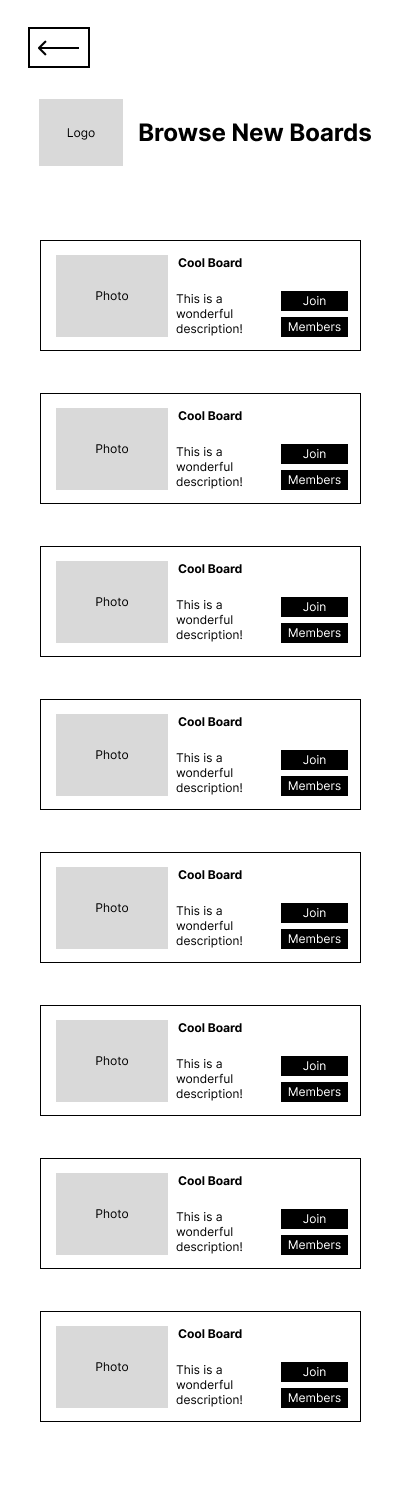 Logo
Browse New Boards
Photo
Cool Board
This is a
wonderful
description!
Join
Members
Photo
Cool Board
This is a
wonderful
description!
Join
Members
Photo
Cool Board
This is a
wonderful
description!
Join
Members
Photo
Cool Board
This is a
wonderful
description!
Join
Members
Photo
Cool Board
This is a
wonderful
description!
Join
Members
Photo
Cool Board
This is a
wonderful
description!
Join
Members
Photo
Cool Board
This is a
wonderful
description!
Join
Members
Photo
Cool Board
This is a
wonderful
description!
Join
Members